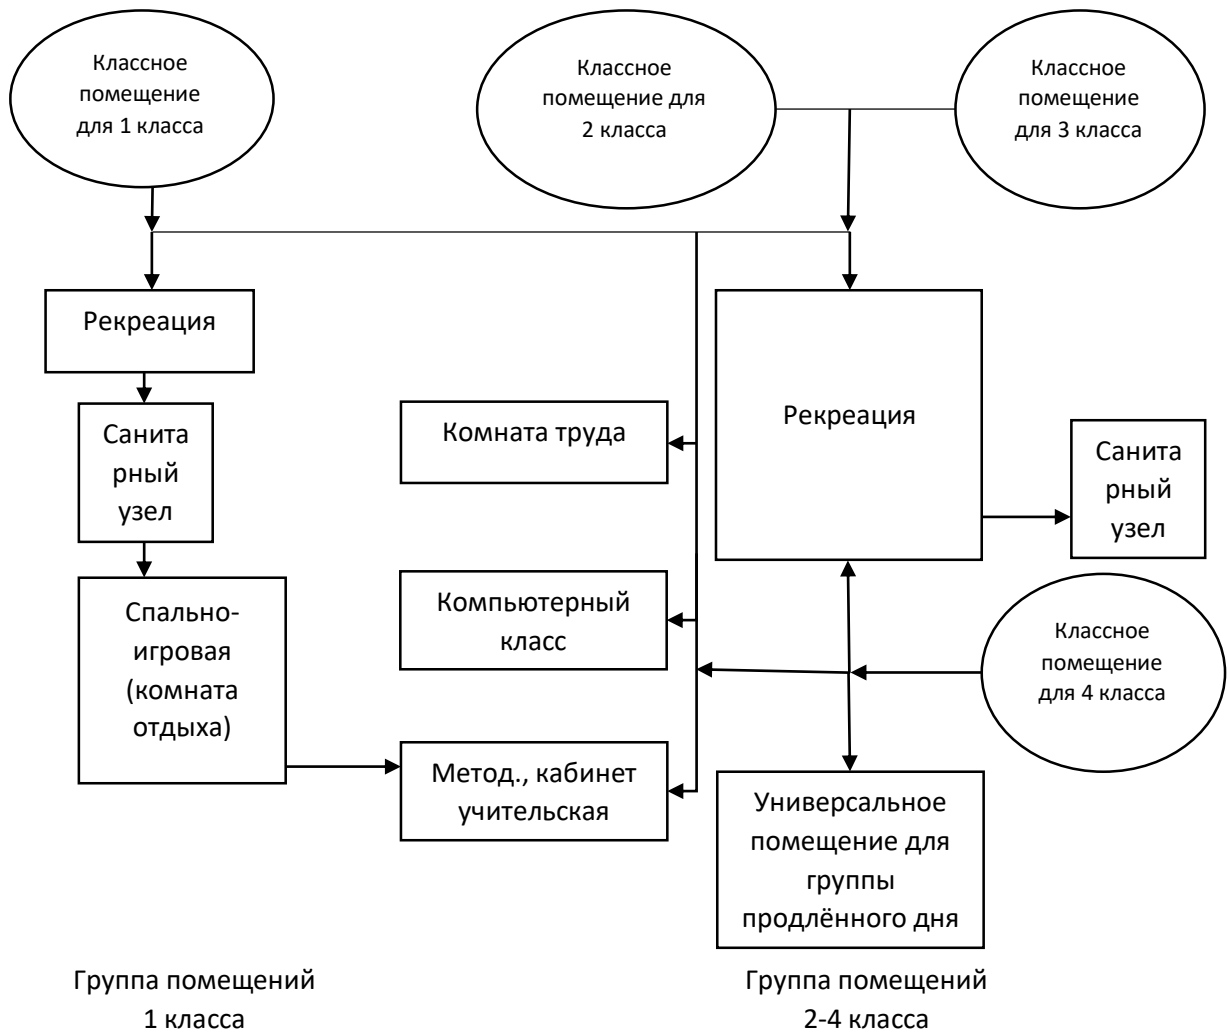 Классное
помещение
для 1 класса
Классное
помещение для
2 класса
Классное
помещение
для 3 класса
Рекреация
Рекреация
Санита
рный
узел
Комната труда
Санита
рный
узел
Спально-
игровая
(комната
отдыха)
Компьютерный
класс
Классное
помещение
для 4 класса
Метод., кабинет
учительская
Универсальное
помещение для
группы
продлённого дня
Группа помещений
1 класса
Группа помещений
2-4 класса